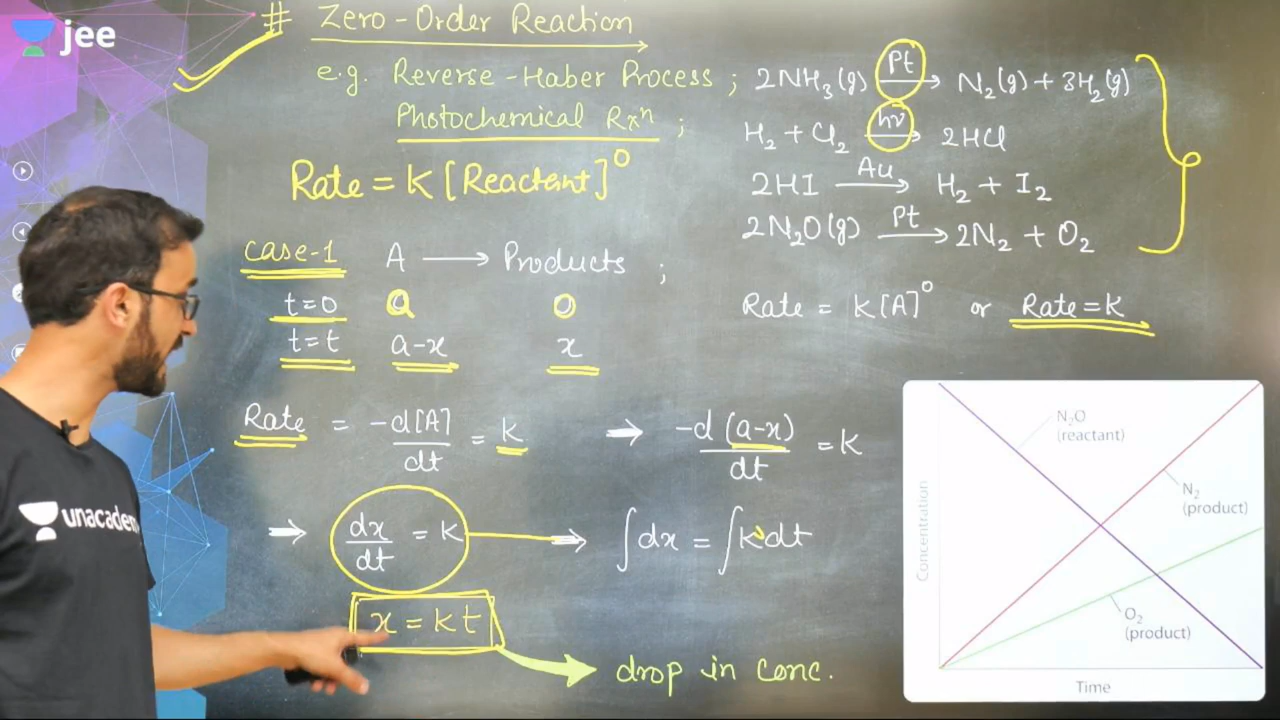 jee
# Zero-Order Reaction
e.g. Reverse-Haber Process ; 2NH₃(g) —Pt→ N₂(g) + 3H₂(g)
Photochemical Rxⁿ ; H₂ + Cl₂ —hν→ 2HCl
Rate = K [Reactant]⁰
2HI —Au→ H₂ + I₂
2N₂O(g) —Pt→ 2N₂ + O₂
case-1 A ⟶ Products ;
t=0 a 0
t=t a-x x
Rate = K[A]⁰ or Rate=K
Rate = -d[A]/dt = K → -d(a-x)/dt = K
→ dx/dt = K → ∫dx = ∫K dt
x = kt
drop in conc.
unacadem
Concentration
N₂O
(reactant)
N₂
(product)
O₂
(product)
Time